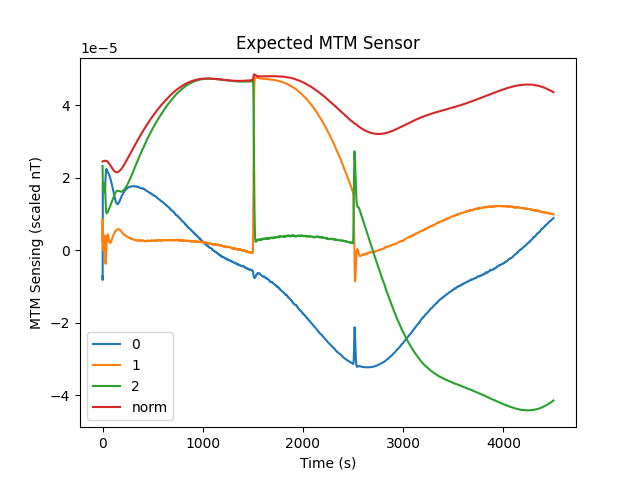 Expected MTM Sensor
1e−5
MTM Sensing (scaled nT)
4
2
0
−2
−4
0
1
2
norm
0 1000 2000 3000 4000
Time (s)